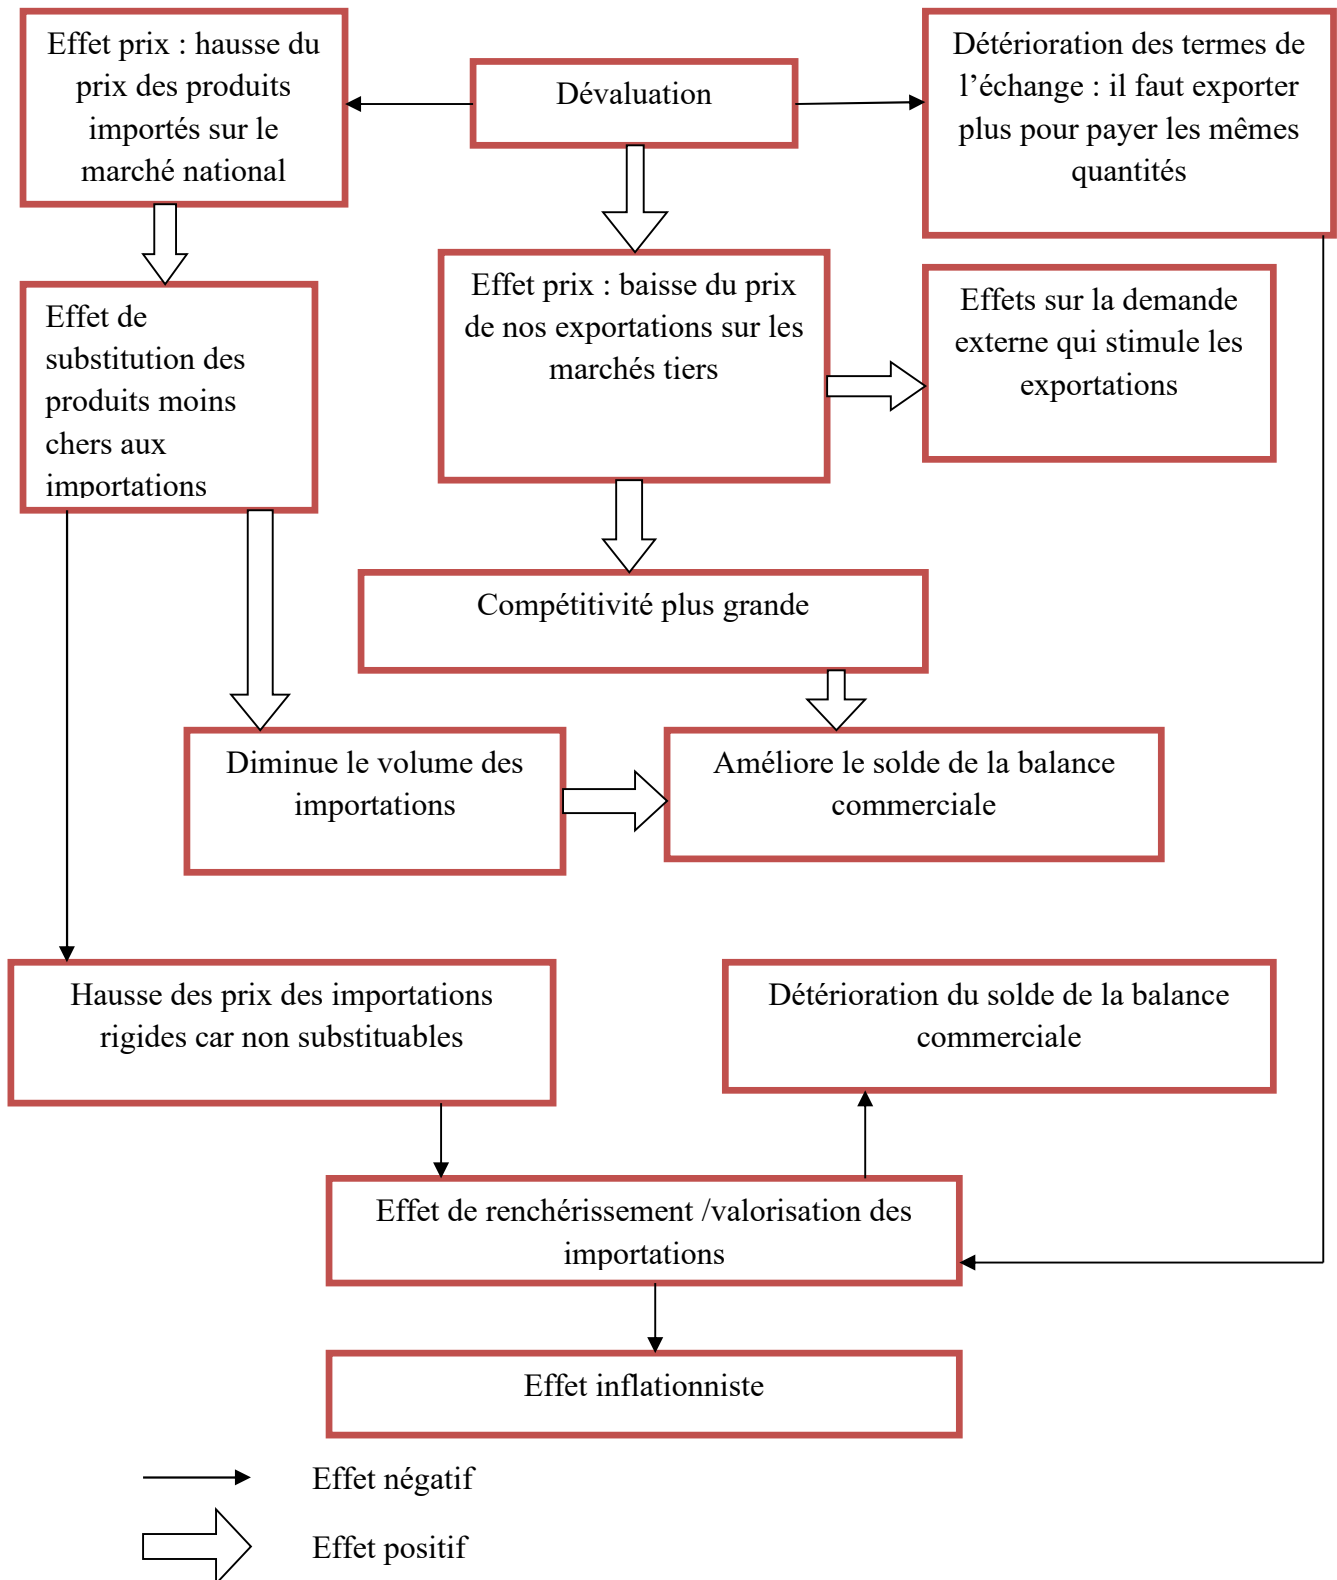 Effet prix : hausse du
prix des produits
importés sur le
marché national
Dévaluation
Détérioration des termes de
l’échange : il faut exporter
plus pour payer les mêmes
quantités
Effet de
substitution des
produits moins
chers aux
importations
Effet prix : baisse du prix
de nos exportations sur les
marchés tiers
Effets sur la demande
externe qui stimule les
exportations
Compétitivité plus grande
Diminue le volume des
importations
Améliore le solde de la balance
commerciale
Hausse des prix des importations
rigides car non substituables
Détérioration du solde de la balance
commerciale
Effet de renchérissement /valorisation des
importations
Effet inflationniste
Effet négatif
Effet positif